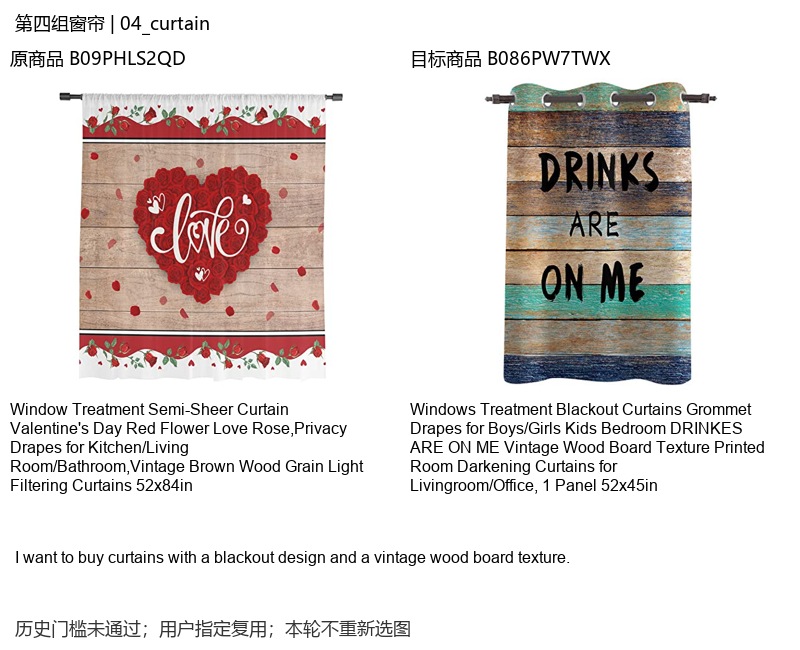 第四组窗帘 | 04_curtain
原商品 B09PHLS2QD
目标商品 B086PW7TWX
love
DRINKS
ARE
ON ME
Window Treatment Semi-Sheer Curtain
Valentine's Day Red Flower Love Rose,Privacy
Drapes for Kitchen/Living
Room/Bathroom,Vintage Brown Wood Grain Light
Filtering Curtains 52x84in
Windows Treatment Blackout Curtains Grommet
Drapes for Boys/Girls Kids Bedroom DRINKES
ARE ON ME Vintage Wood Board Texture Printed
Room Darkening Curtains for
Livingroom/Office, 1 Panel 52x45in
I want to buy curtains with a blackout design and a vintage wood board texture.
历史门槛未通过；用户指定复用；本轮不重新选图